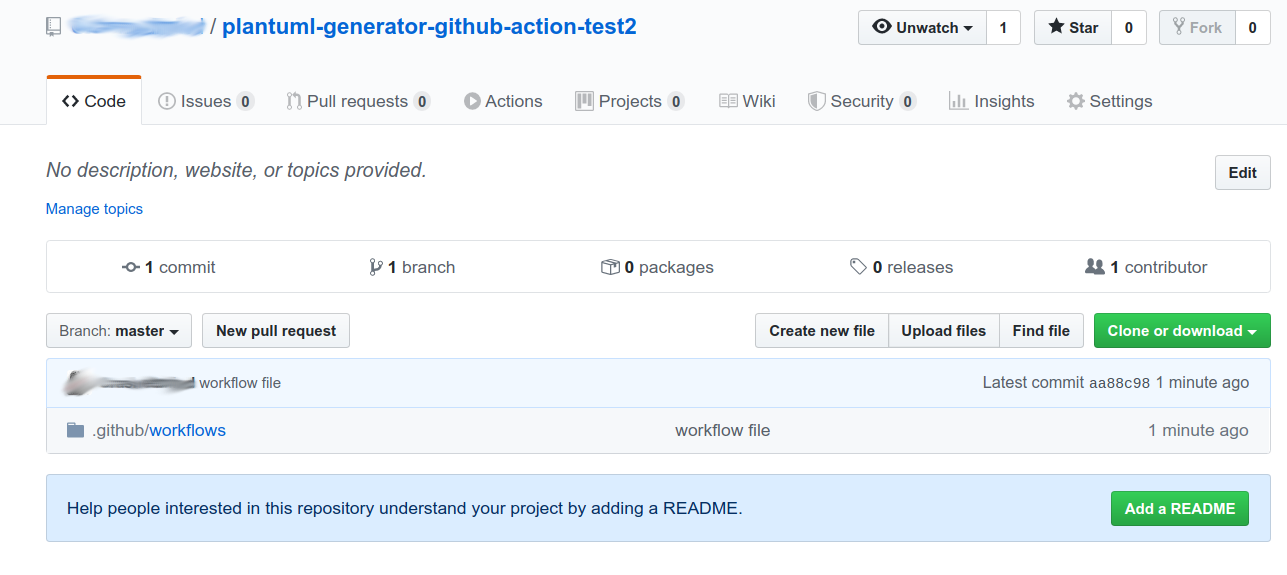 / plantuml-generator-github-action-test2
Unwatch 1 Star 0 Fork 0
Code Issues 0 Pull requests 0 Actions Projects 0 Wiki Security 0 Insights Settings
No description, website, or topics provided.
Edit
Manage topics
1 commit 1 branch 0 packages 0 releases 1 contributor
Branch: master New pull request Create new file Upload files Find file Clone or download
workflow file Latest commit aa88c98 1 minute ago
.github/workflows workflow file 1 minute ago
Help people interested in this repository understand your project by adding a README. Add a README